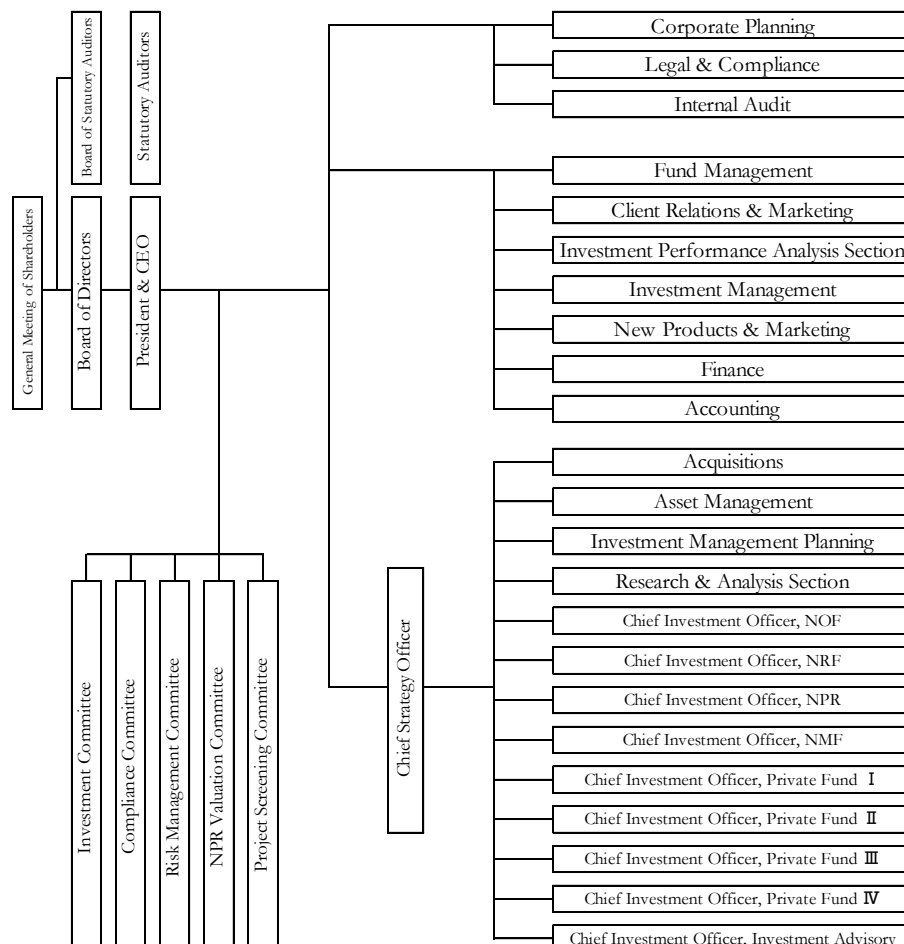 General Meeting of Shareholders
Board of Statutory Auditors
Statutory Auditors
Board of Directors
President & CEO
Corporate Planning
Legal & Compliance
Internal Audit
Fund Management
Client Relations & Marketing
Investment Performance Analysis Section
Investment Management
New Products & Marketing
Finance
Accounting
Chief Strategy Officer
Acquisitions
Asset Management
Investment Management Planning
Research & Analysis Section
Chief Investment Officer, NOF
Chief Investment Officer, NRF
Chief Investment Officer, NPR
Chief Investment Officer, NMF
Chief Investment Officer, Private Fund Ⅰ
Chief Investment Officer, Private Fund Ⅱ
Chief Investment Officer, Private Fund Ⅲ
Chief Investment Officer, Private Fund Ⅳ
Chief Investment Officer, Investment Advisory
Investment Committee
Compliance Committee
Risk Management Committee
NPR Valuation Committee
Project Screening Committee